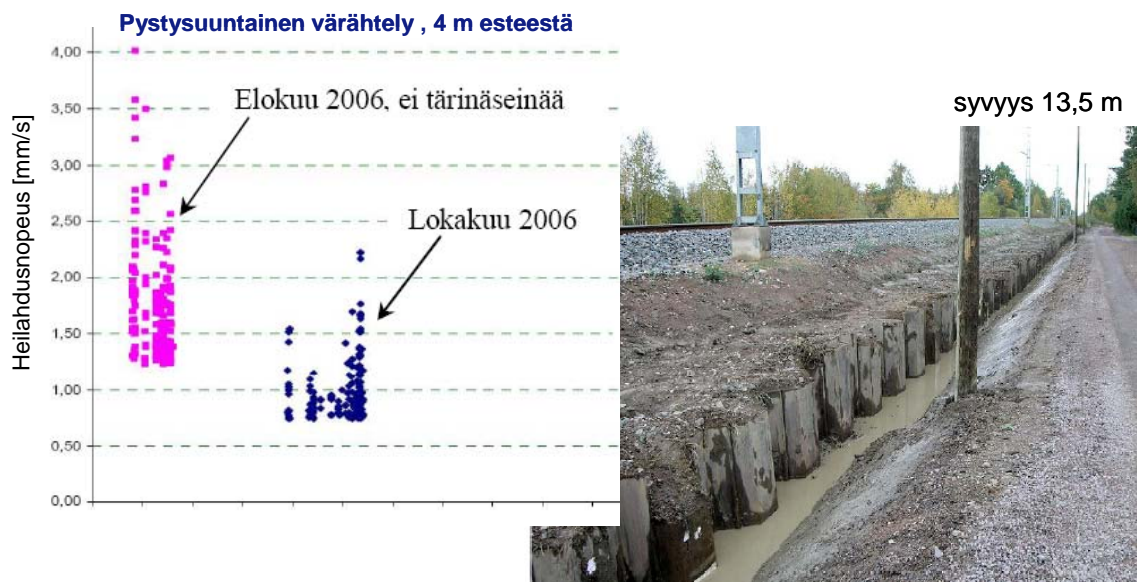 Pystysuuntainen värähtely , 4 m esteestä
4,00
3,50
3,00
2,50
2,00
1,50
1,00
0,50
0,00
Heilahdusnopeus [mm/s]
Elokuu 2006, ei tärinäseinää
Lokakuu 2006
syvyys 13,5 m